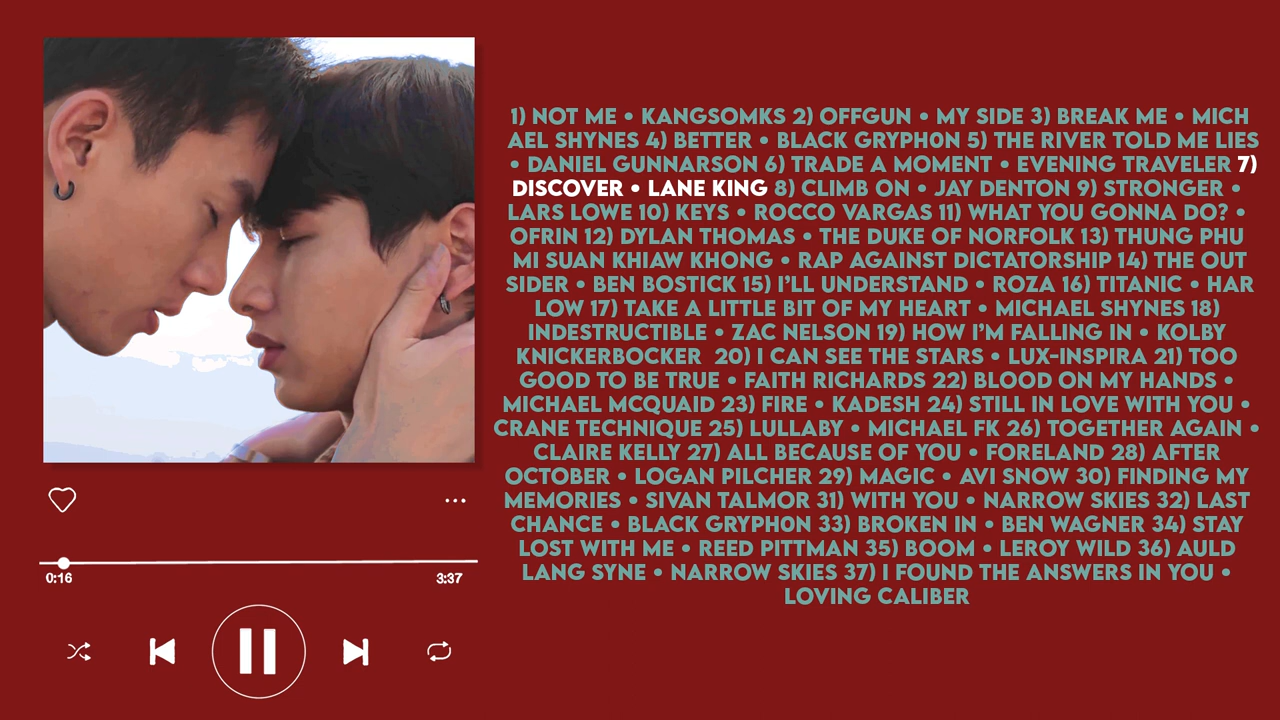 1) NOT ME • KANGSOMKS 2) OFFGUN • MY SIDE 3) BREAK ME • MICH
AEL SHYNES 4) BETTER • BLACK GRYPH0N 5) THE RIVER TOLD ME LIES
• DANIEL GUNNARSON 6) TRADE A MOMENT • EVENING TRAVELER 7)
DISCOVER • LANE KING 8) CLIMB ON • JAY DENTON 9) STRONGER •
LARS LOWE 10) KEYS • ROCCO VARGAS 11) WHAT YOU GONNA DO? •
OFRIN 12) DYLAN THOMAS • THE DUKE OF NORFOLK 13) THUNG PHU
MI SUAN KHIAW KHONG • RAP AGAINST DICTATORSHIP 14) THE OUT
SIDER • BEN BOSTICK 15) I'LL UNDERSTAND • ROZA 16) TITANIC • HAR
LOW 17) TAKE A LITTLE BIT OF MY HEART • MICHAEL SHYNES 18)
INDESTRUCTIBLE • ZAC NELSON 19) HOW I'M FALLING IN • KOLBY
KNICKERBOCKER 20) I CAN SEE THE STARS • LUX-INSPIRA 21) TOO
GOOD TO BE TRUE • FAITH RICHARDS 22) BLOOD ON MY HANDS •
MICHAEL MCQUAID 23) FIRE • KADESH 24) STILL IN LOVE WITH YOU •
CRANE TECHNIQUE 25) LULLABY • MICHAEL FK 26) TOGETHER AGAIN •
CLAIRE KELLY 27) ALL BECAUSE OF YOU • FORELAND 28) AFTER
OCTOBER • LOGAN PILCHER 29) MAGIC • AVI SNOW 30) FINDING MY
MEMORIES • SIVAN TALMOR 31) WITH YOU • NARROW SKIES 32) LAST
CHANCE • BLACK GRYPH0N 33) BROKEN IN • BEN WAGNER 34) STAY
LOST WITH ME • REED PITTMAN 35) BOOM • LEROY WILD 36) AULD
LANG SYNE • NARROW SKIES 37) I FOUND THE ANSWERS IN YOU •
LOVING CALIBER
0:16
3:37